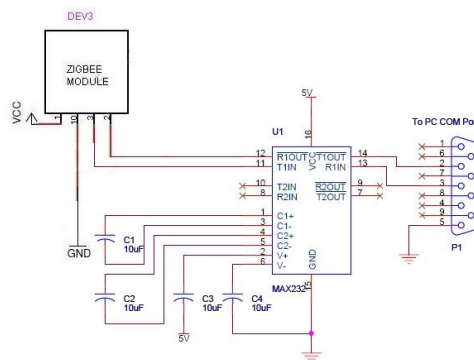 DEV3
ZIGBEE
MODULE
VCC
1
10
3
2
GND
5V
U1
To PC COM Por
16
VCC
12 R1OUT T1OUT 14
11 T1IN R1IN 13
10 T2IN R2OUT 9
8 R2IN T2OUT 7
1 C1+
3 C1-
4 C2+
5 C2-
2 V+
6 V-
GND
15
MAX232
1
6
2
7
3
8
4
9
5
P1
C1
10uF
C2
10uF
C3
10uF
C4
10uF
5V